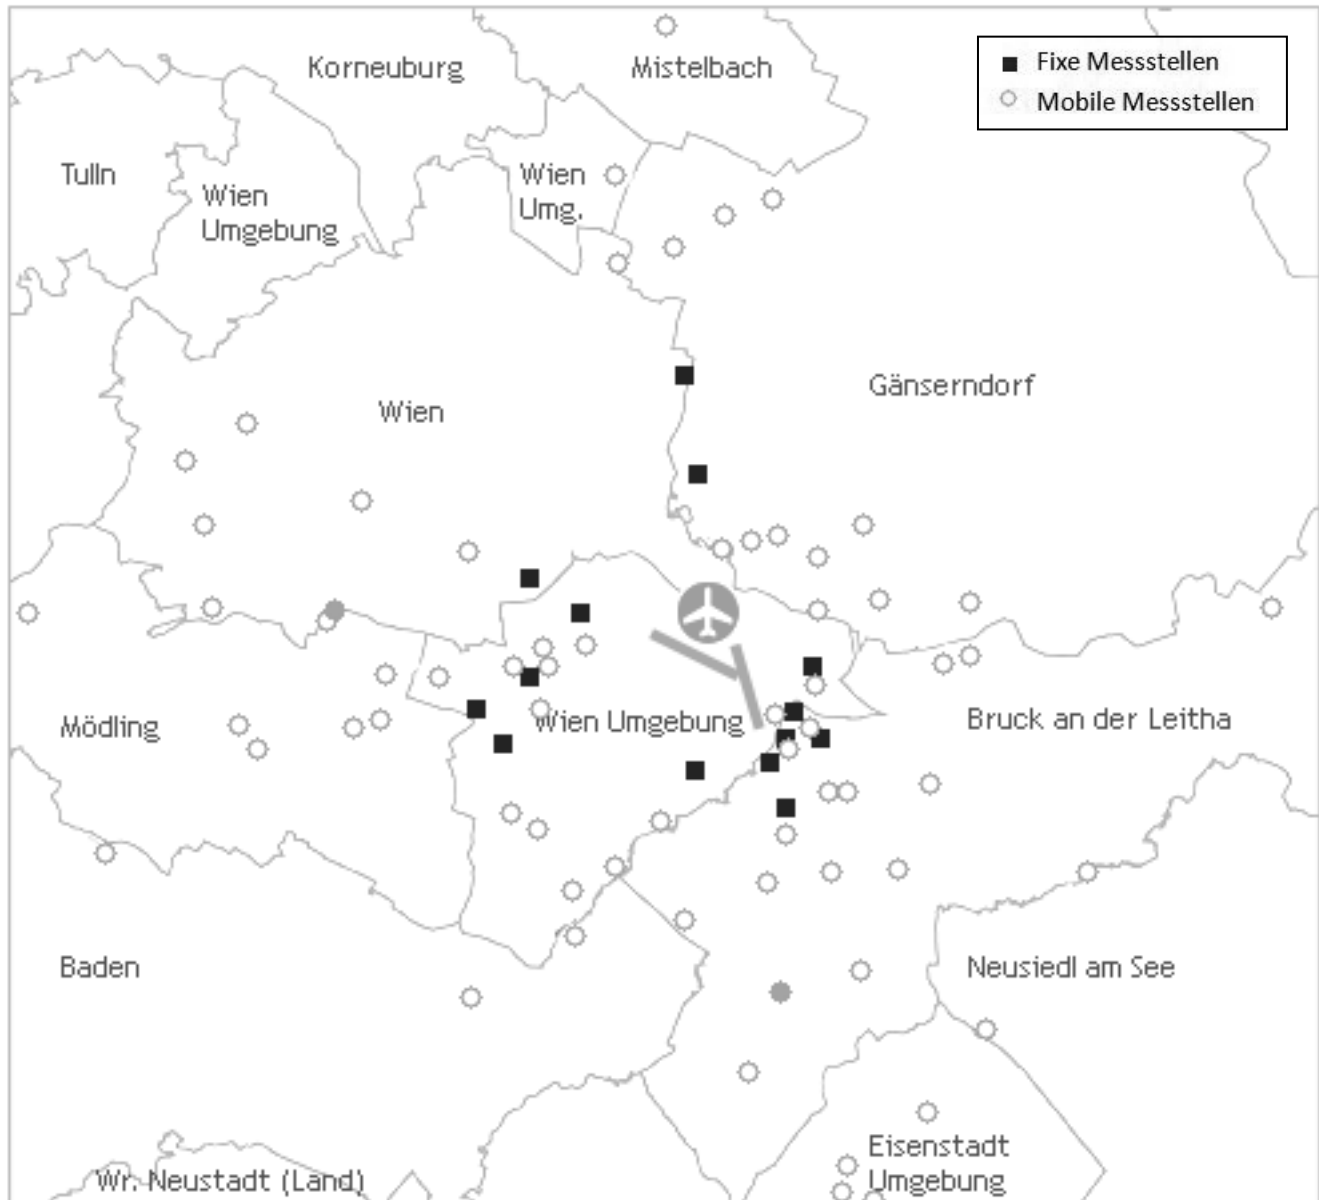 Korneuburg
Mistelbach
Fixe Messstellen
Mobile Messstellen
Tulln
Wien
Umgebung
Wien
Umg.
Gänserndorf
Wien
Mödling
Wien Umgebung
Bruck an der Leitha
Baden
Neusiedl am See
Eisenstadt
Umgebung
Wr. Neustadt (Land)